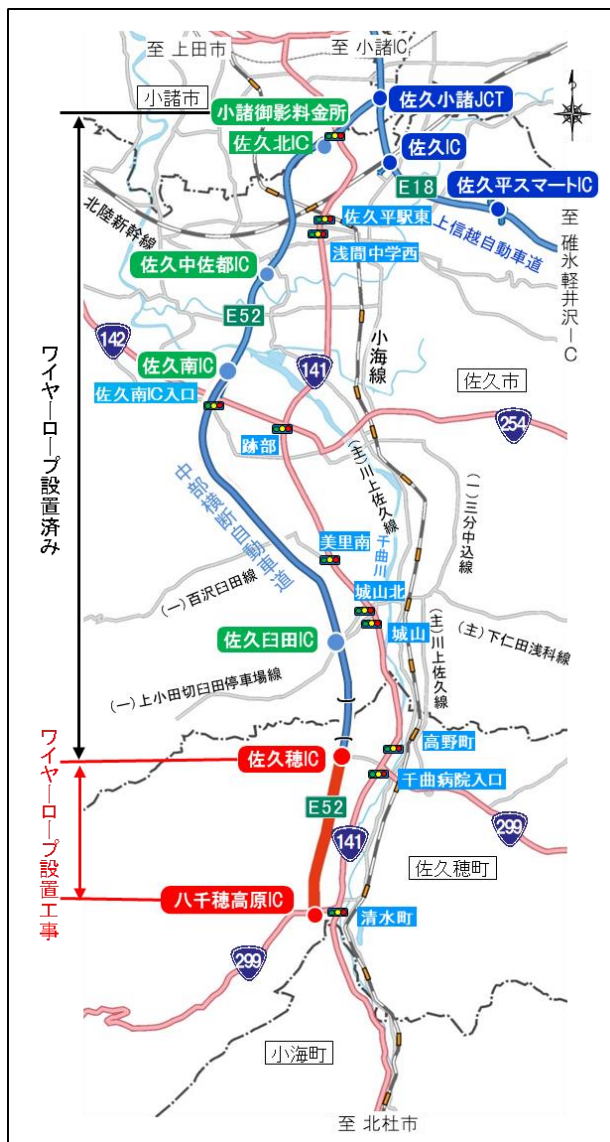 至 上田市
至 小諸IC
小諸市
小諸御影料金所
佐久小諸JCT
佐久北IC
佐久IC
E18
佐久平スマートIC
北陸新幹線
佐久平駅東
上信越自動車道
至 碓氷軽井沢IC
浅間中学西
佐久中佐都IC
E52
小海線
142
佐久南IC
141
佐久市
佐久南IC入口
254
跡部
(主)川上佐久線
(一)三分中込線
ワイヤーロープ設置済み
中部横断自動車道
千曲川
美里南
(一)百沢臼田線
城山北
城山
佐久臼田IC
(主)川上佐久線
(主)下仁田浅科線
(一)上小田切臼田停車場線
高野町
佐久穂IC
千曲病院入口
E52
299
ワイヤーロープ設置工事
141
佐久穂町
八千穂高原IC
清水町
299
小海町
至 北杜市